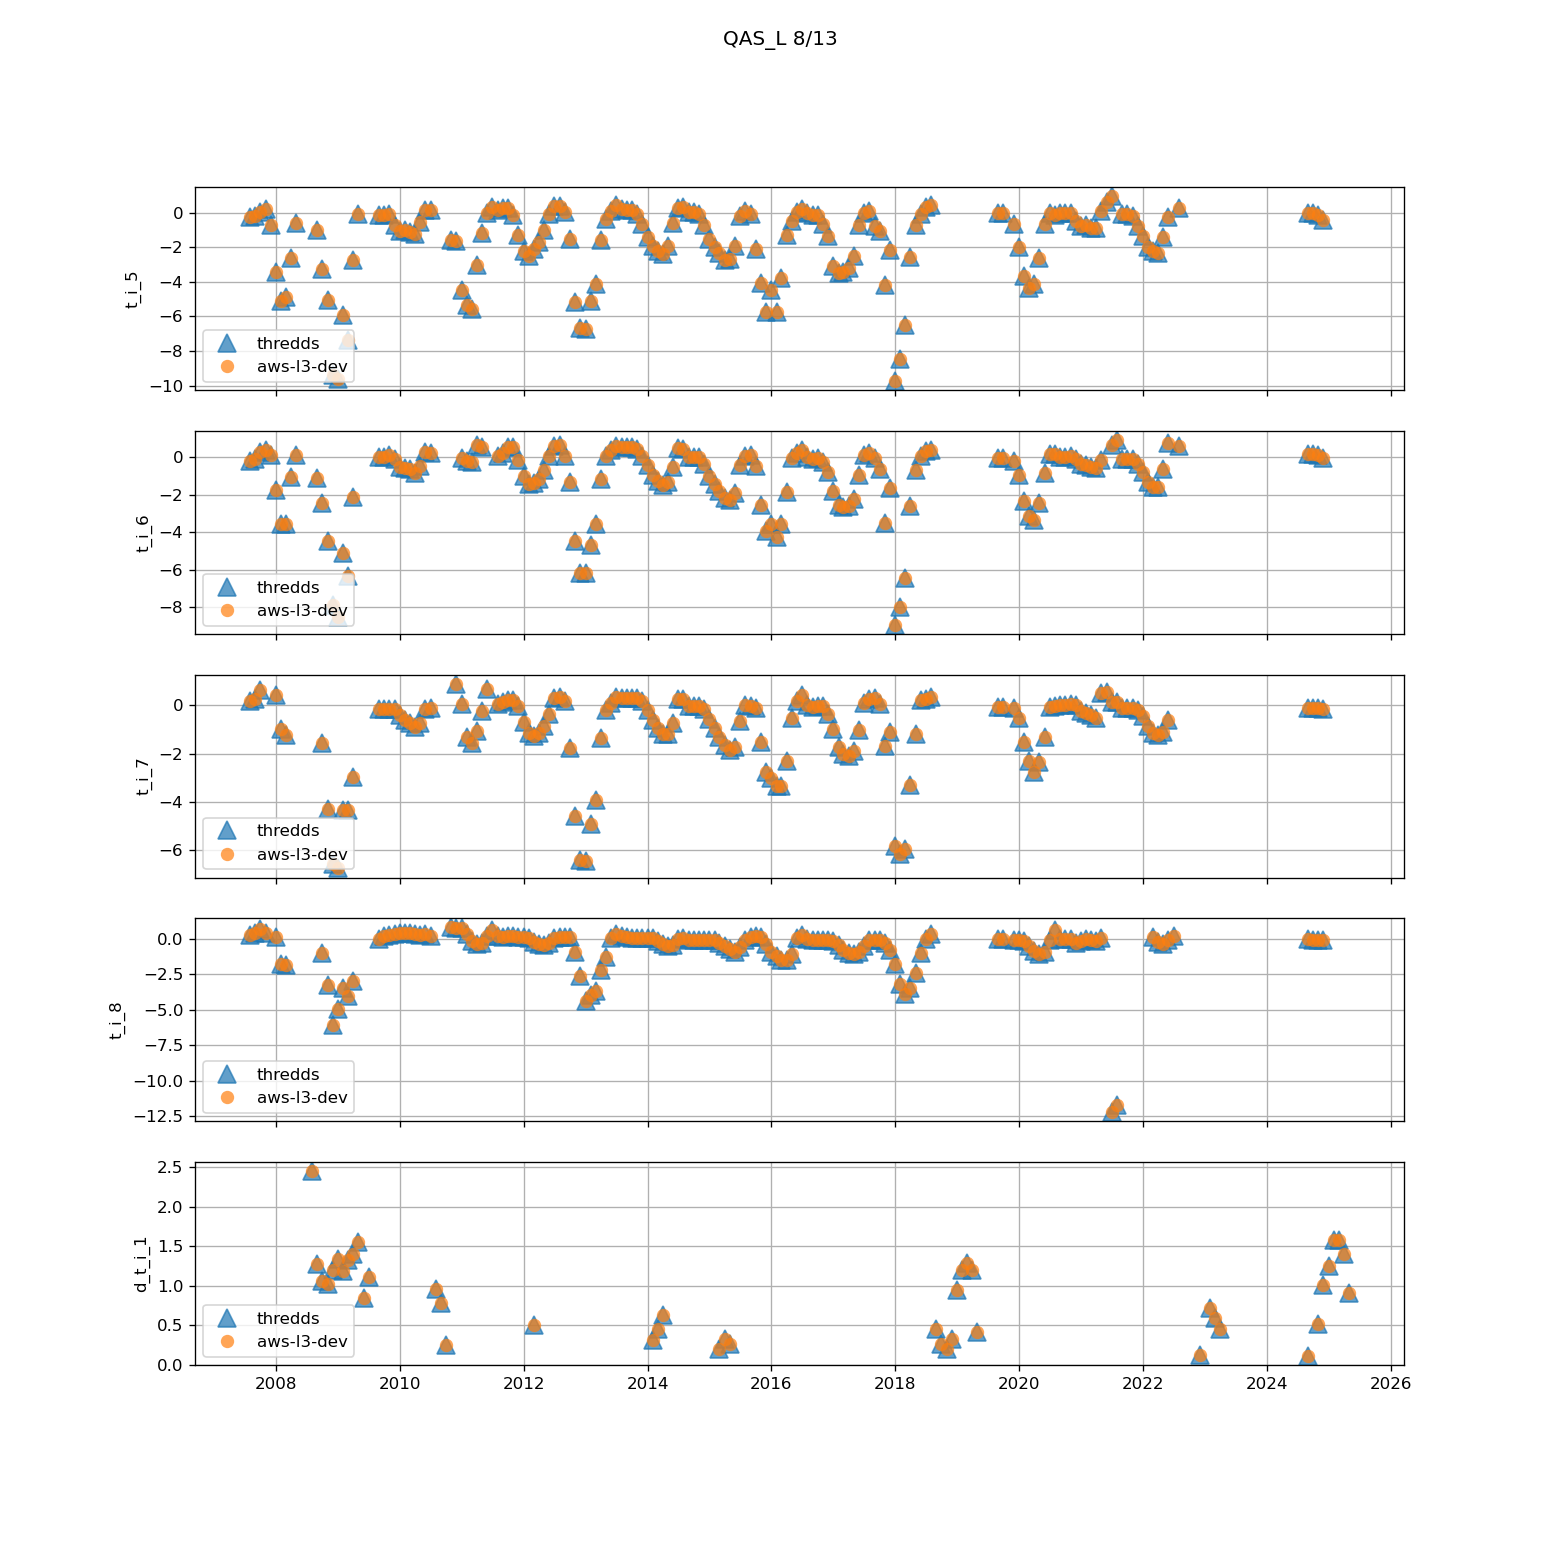 QAS_L 8/13
t_i_5
0
−2
−4
−6
−8
−10
thredds
aws-l3-dev
t_i_6
0
−2
−4
−6
−8
thredds
aws-l3-dev
t_i_7
0
−2
−4
−6
thredds
aws-l3-dev
t_i_8
0.0
−2.5
−5.0
−7.5
−10.0
−12.5
thredds
aws-l3-dev
d_t_i_1
2.5
2.0
1.5
1.0
0.5
0.0
thredds
aws-l3-dev
2008 2010 2012 2014 2016 2018 2020 2022 2024 2026